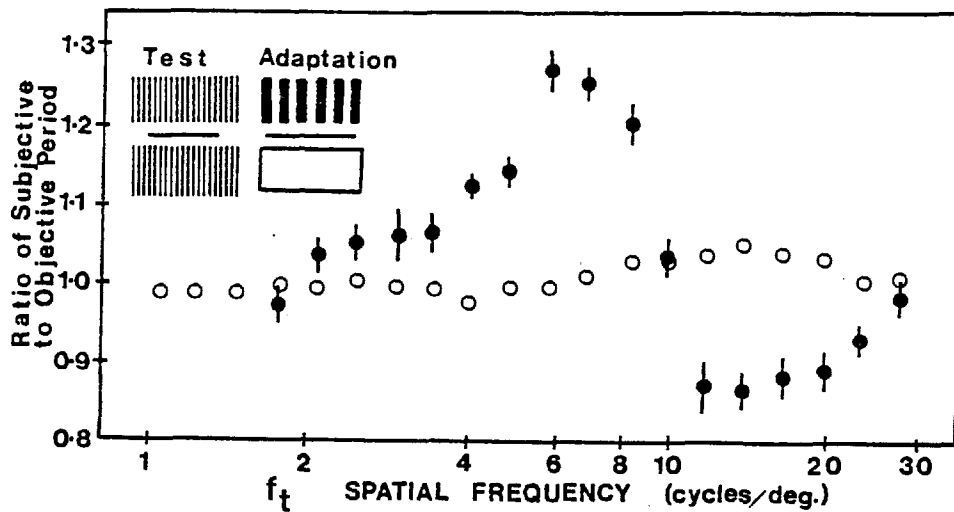 Ratio of Subjective
to Objective Period
1·3
1·2
1·1
1·0
0·9
0·8
Test Adaptation
1 2 4 6 8 10 20 30
f_t SPATIAL FREQUENCY (cycles/deg.)